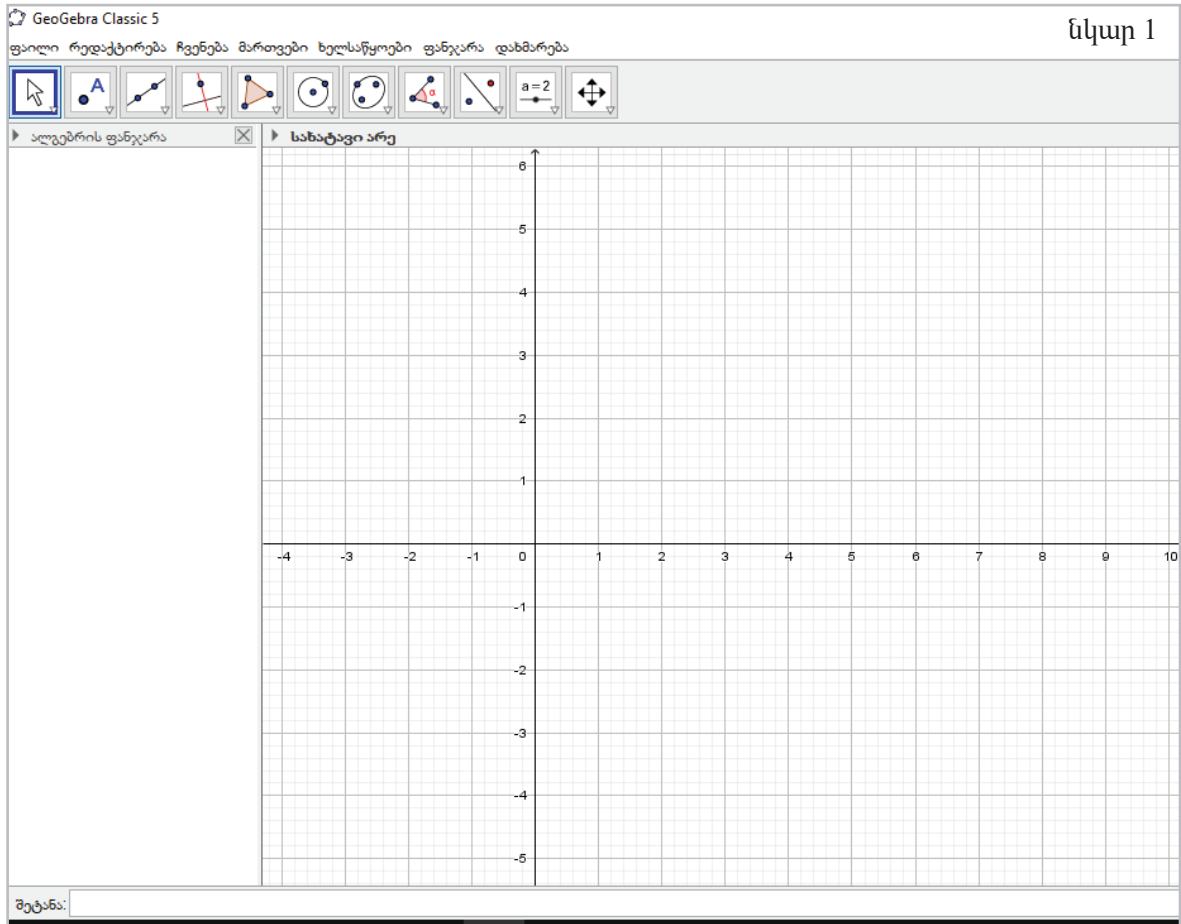 GeoGebra Classic 5
նկար 1
ფაილი რედაქტირება ჩვენება მართვები ხელსაწყოები ფანჯარა დახმარება
A
α
a = 2
ალგებრის ფანჯარა
სახატავი არე
6
5
4
3
2
1
-4 -3 -2 -1 0 1 2 3 4 5 6 7 8 9 10
-1
-2
-3
-4
-5
შეტანა: